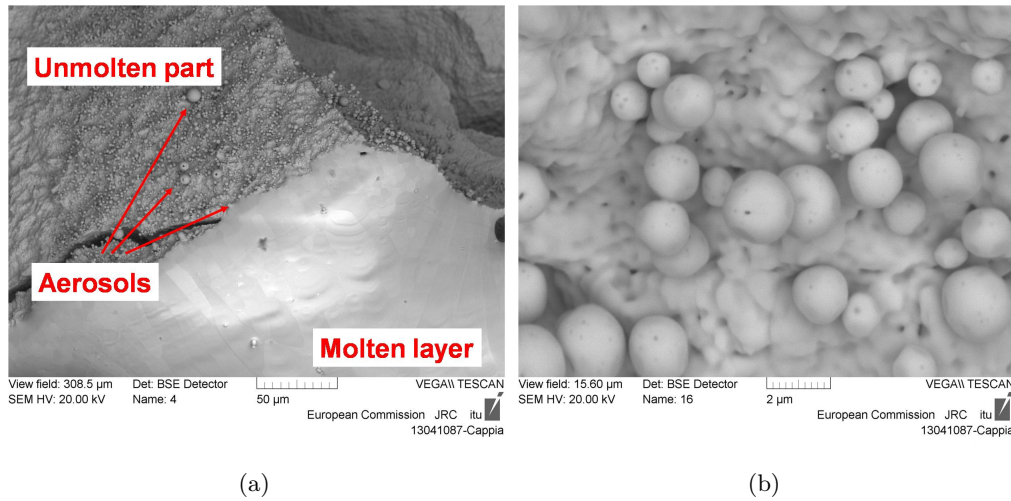 Unmolten part
Aerosols
Molten layer
View field: 308.5 µm Det: BSE Detector VEGA\\ TESCAN
SEM HV: 20.00 kV Name: 4 50 µm
European Commission JRC itu
13041087-Cappia
View field: 15.60 µm Det: BSE Detector VEGA\\ TESCAN
SEM HV: 20.00 kV Name: 16 2 µm
European Commission JRC itu
13041087-Cappia
(a)
(b)